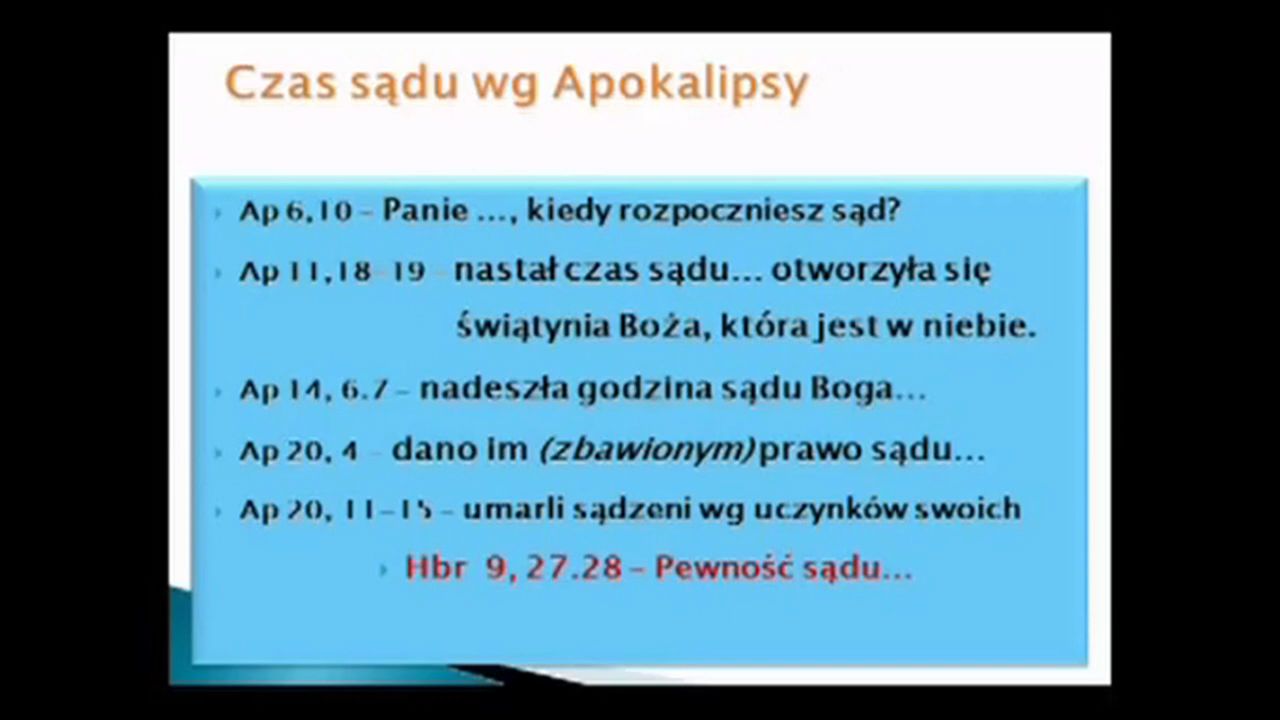 Czas sądu wg Apokalipsy
Ap 6,10 – Panie ..., kiedy rozpoczniesz sąd?
Ap 11,18-19 – nastał czas sądu... otworzyła się
świątynia Boża, która jest w niebie.
Ap 14, 6.7 – nadeszła godzina sądu Boga...
Ap 20, 4 – dano im (zbawionym) prawo sądu...
Ap 20, 11-15 – umarli sądzeni wg uczynków swoich
Hbr 9, 27.28 – Pewność sądu...